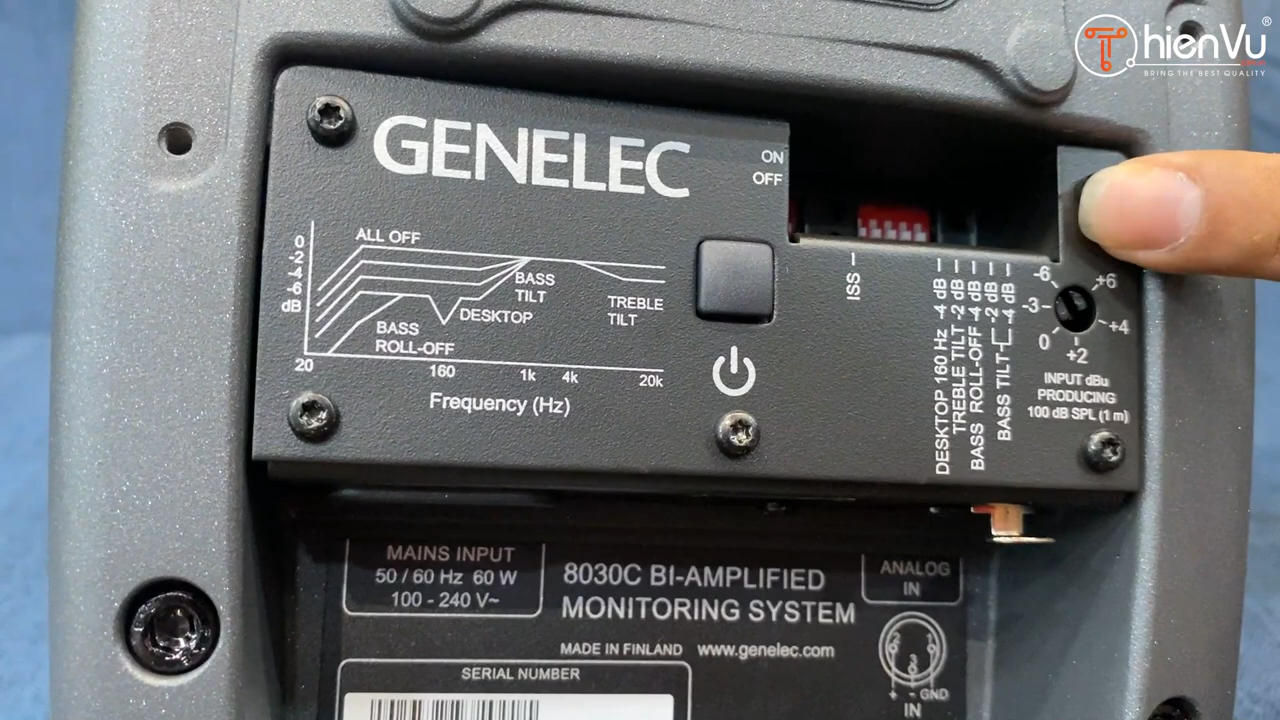 ThienVu®
BRING THE BEST QUALITY
GENELEC
ON
OFF
0
-2
-4
-6
dB
ALL OFF
BASS
TILT
DESKTOP
TREBLE
TILT
BASS
ROLL-OFF
20
160
1k
4k
20k
Frequency (Hz)
ISS
DESKTOP 160 Hz -4 dB
TREBLE TILT -2 dB
BASS ROLL-OFF -4 dB
BASS TILT -2 dB
-4 dB
-6
+6
-3
+4
0
+2
INPUT dBu
PRODUCING
100 dB SPL (1 m)
MAINS INPUT
50 / 60 Hz 60 W
100 - 240 V~
8030C BI-AMPLIFIED
MONITORING SYSTEM
MADE IN FINLAND www.genelec.com
SERIAL NUMBER
ANALOG
IN
2 1
3
+ - GND
IN